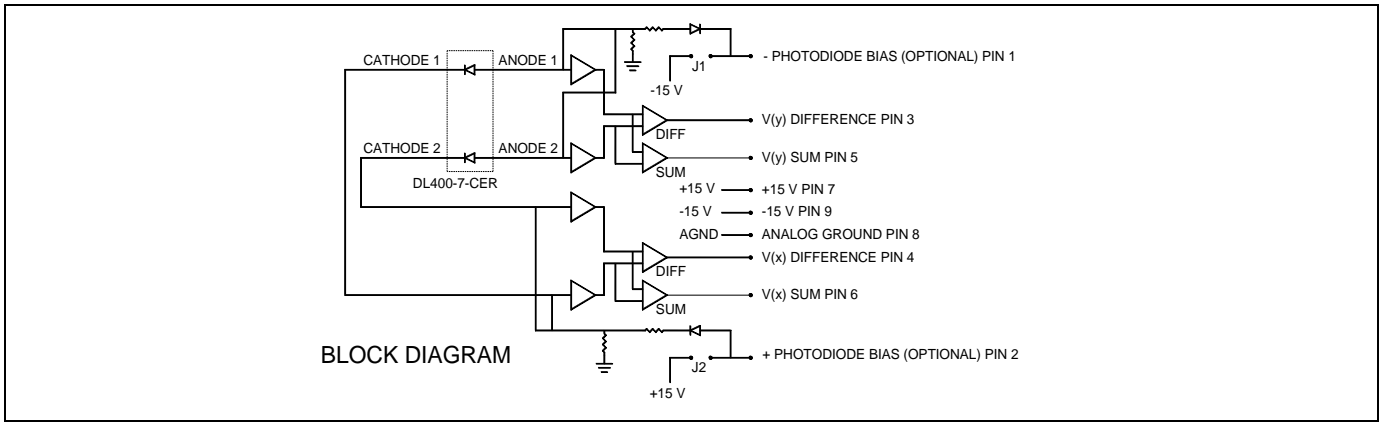 CATHODE 1
ANODE 1
J1
- PHOTODIODE BIAS (OPTIONAL) PIN 1
-15 V
DIFF
V(y) DIFFERENCE PIN 3
CATHODE 2
ANODE 2
SUM
V(y) SUM PIN 5
DL400-7-CER
+15 V
+15 V PIN 7
-15 V
-15 V PIN 9
AGND
ANALOG GROUND PIN 8
DIFF
V(x) DIFFERENCE PIN 4
SUM
V(x) SUM PIN 6
BLOCK DIAGRAM
J2
+ PHOTODIODE BIAS (OPTIONAL) PIN 2
+15 V